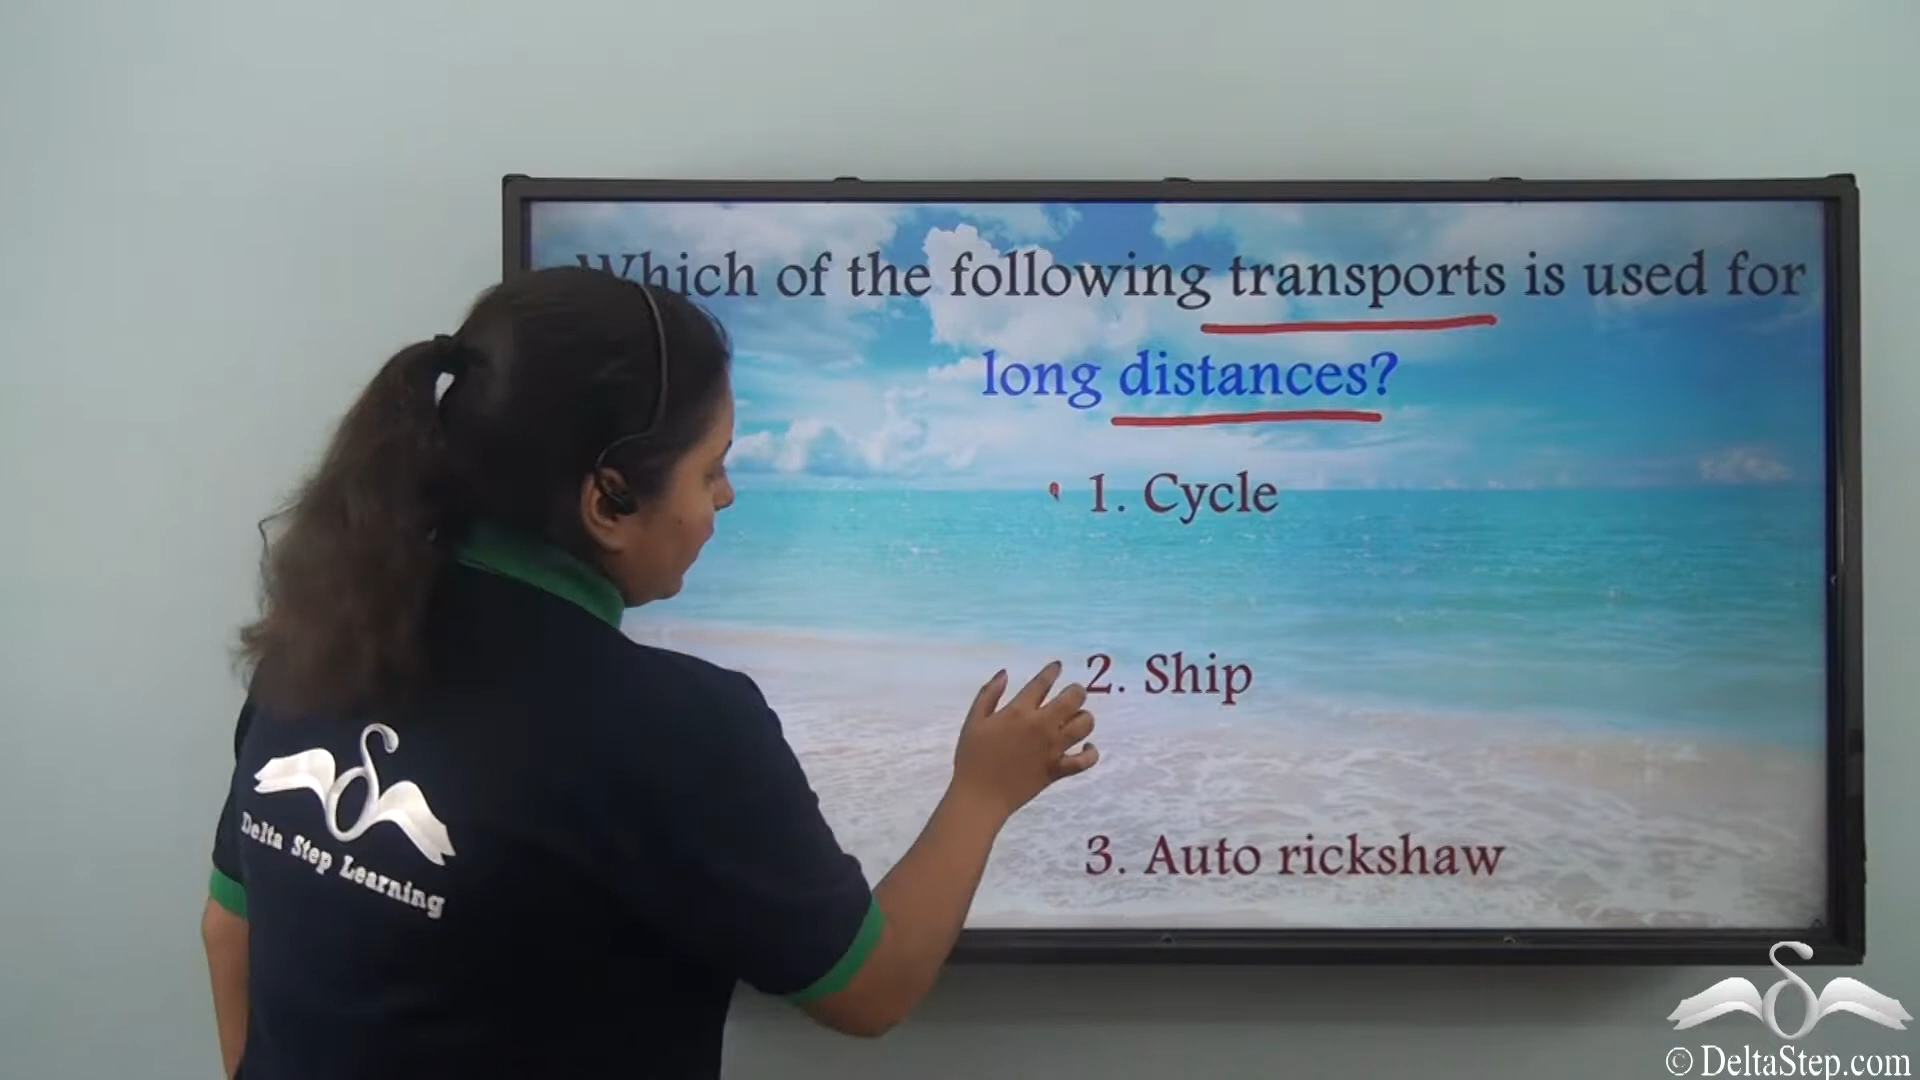 Which of the following transports is used for
long distances?
1. Cycle
2. Ship
3. Auto rickshaw
Delta Step Learning
© DeltaStep.com